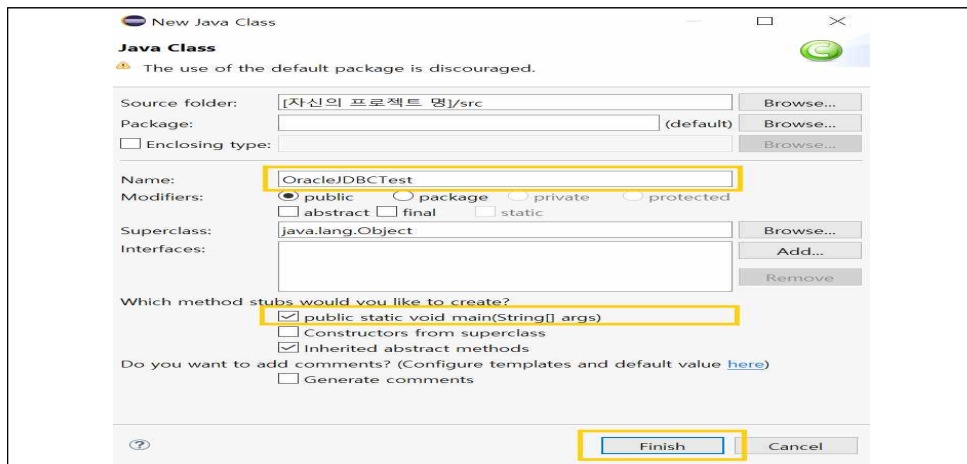 New Java Class
Java Class
The use of the default package is discouraged.
Source folder: [자신의 프로젝트 명]/src Browse...
Package: (default) Browse...
Enclosing type: Browse...
Name: OracleJDBCTest
Modifiers: public package private protected
abstract final static
Superclass: java.lang.Object Browse...
Interfaces: Add...
Remove
Which method stubs would you like to create?
public static void main(String[] args)
Constructors from superclass
Inherited abstract methods
Do you want to add comments? (Configure templates and default value here)
Generate comments
Finish Cancel